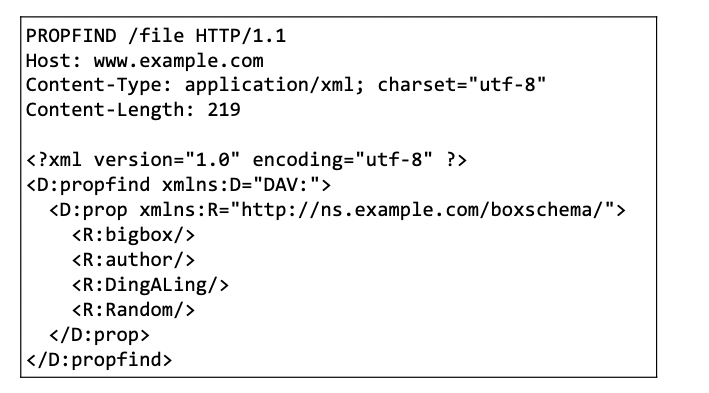 PROPFIND /file HTTP/1.1
Host: www.example.com
Content-Type: application/xml; charset="utf-8"
Content-Length: 219

<?xml version="1.0" encoding="utf-8" ?>
<D:propfind xmlns:D="DAV:">
  <D:prop xmlns:R="http://ns.example.com/boxschema/">
    <R:bigbox/>
    <R:author/>
    <R:DingALing/>
    <R:Random/>
  </D:prop>
</D:propfind>